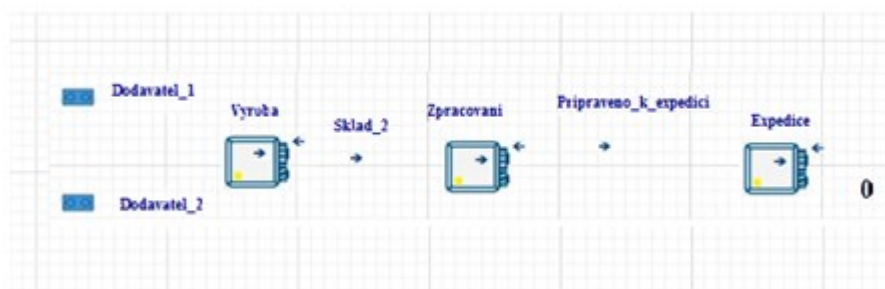 Dodavatel_1
Vyroba
Sklad_2
Zpracovani
Pripraveno_k_expedici
Expedice
0
Dodavatel_2